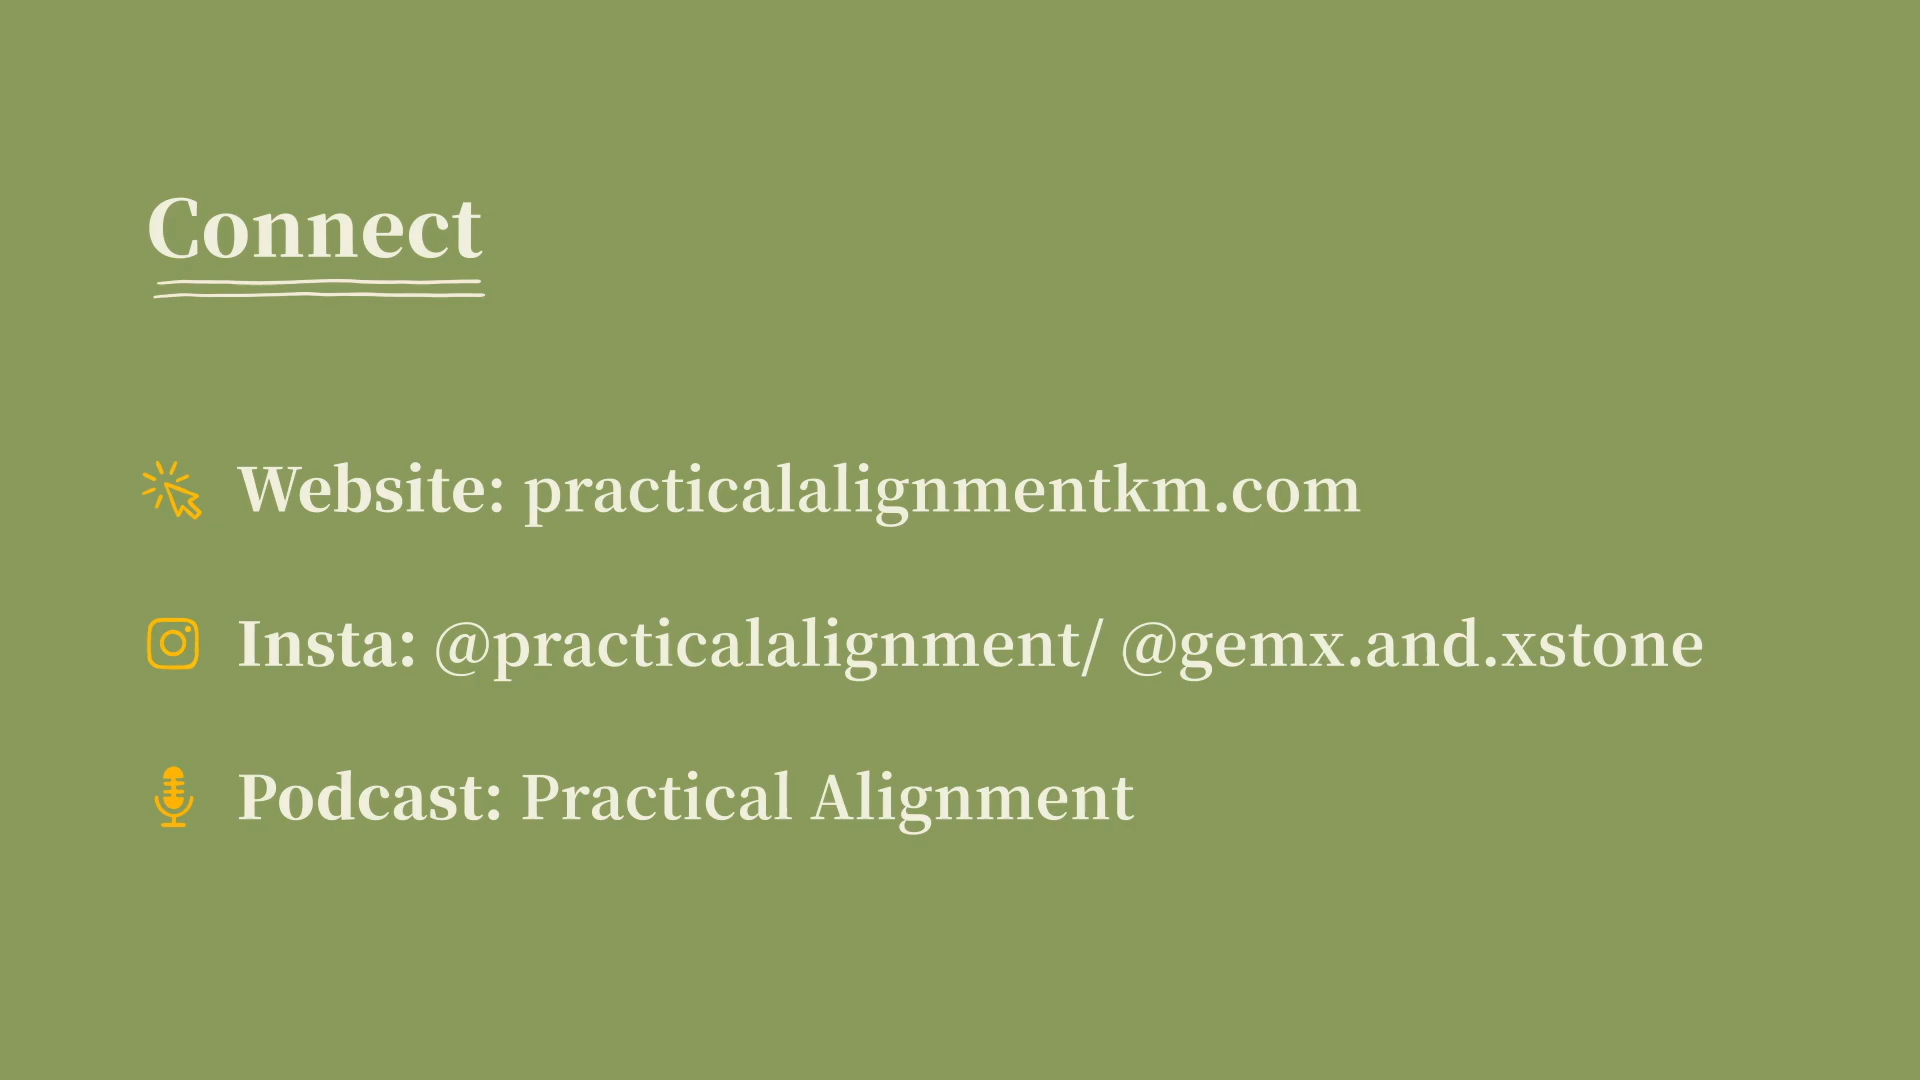 Connect
Website: practicalalignmentkm.com
Insta: @practicalalignment/ @gemx.and.xstone
Podcast: Practical Alignment